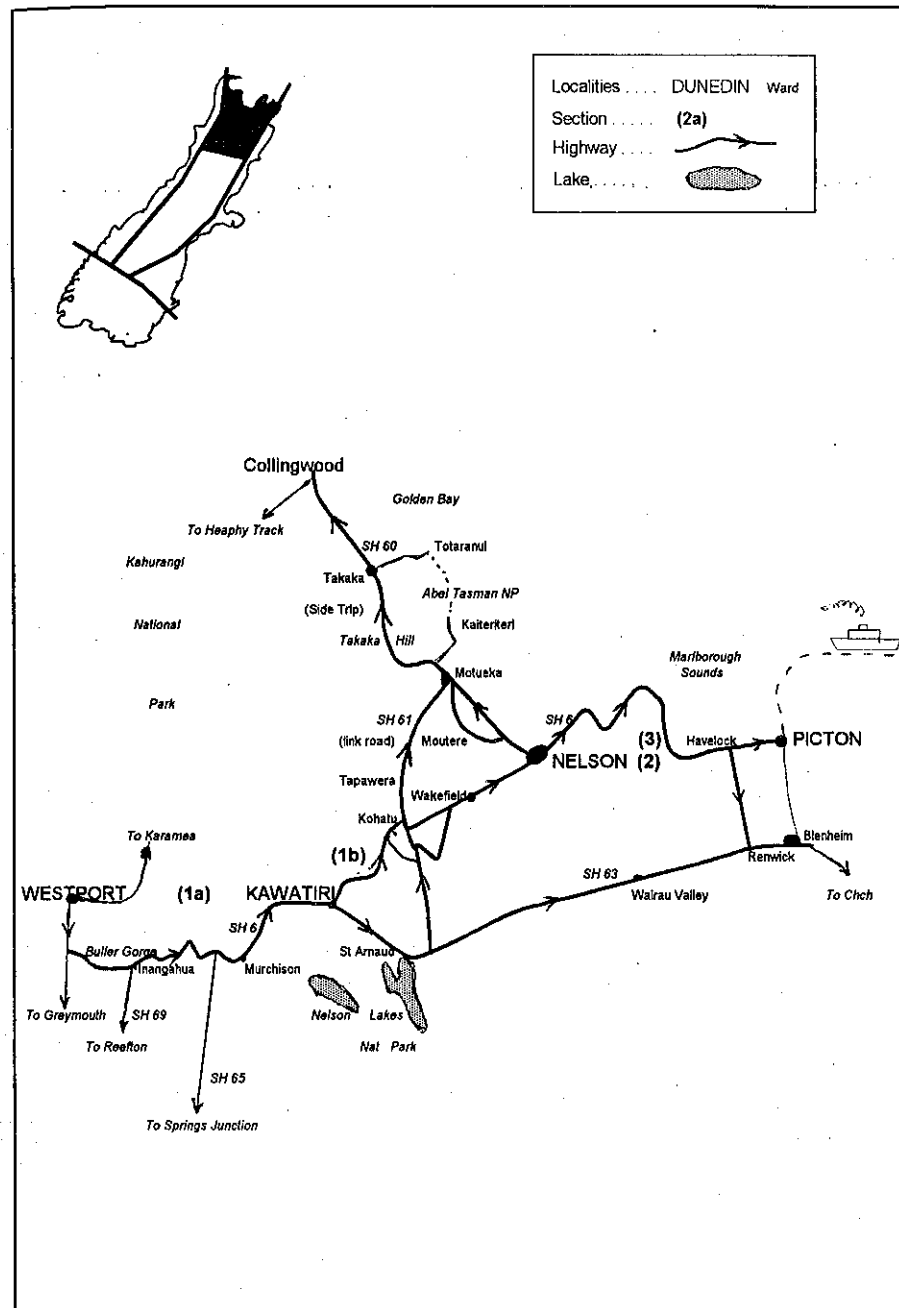 Localities .... DUNEDIN Ward
Section ..... (2a)
Highway ....
Lake, ......
Collingwood
Golden Bay
To Heaphy Track
SH 60
Totaranui
Kahurangi
Takaka
Abel Tasman NP
(Side Trip)
National
Kaiterkeri
Takaka Hill
Marlborough
Sounds
Motueka
Park
SH 61
SH 6
(link road)
Moutere
(3)
Havelock
PICTON
NELSON (2)
Tapawera
Wakefield
Kohatu
To Karamea
(1b)
Blenheim
Renwick
SH 63
WESTPORT (1a) KAWATIRI
Wairau Valley
To Chch
SH 6
Buller Gorge
St Arnaud
Inangahua
Murchison
To Greymouth
SH 69
Nelson Lakes
Nat Park
To Reefton
SH 65
To Springs Junction